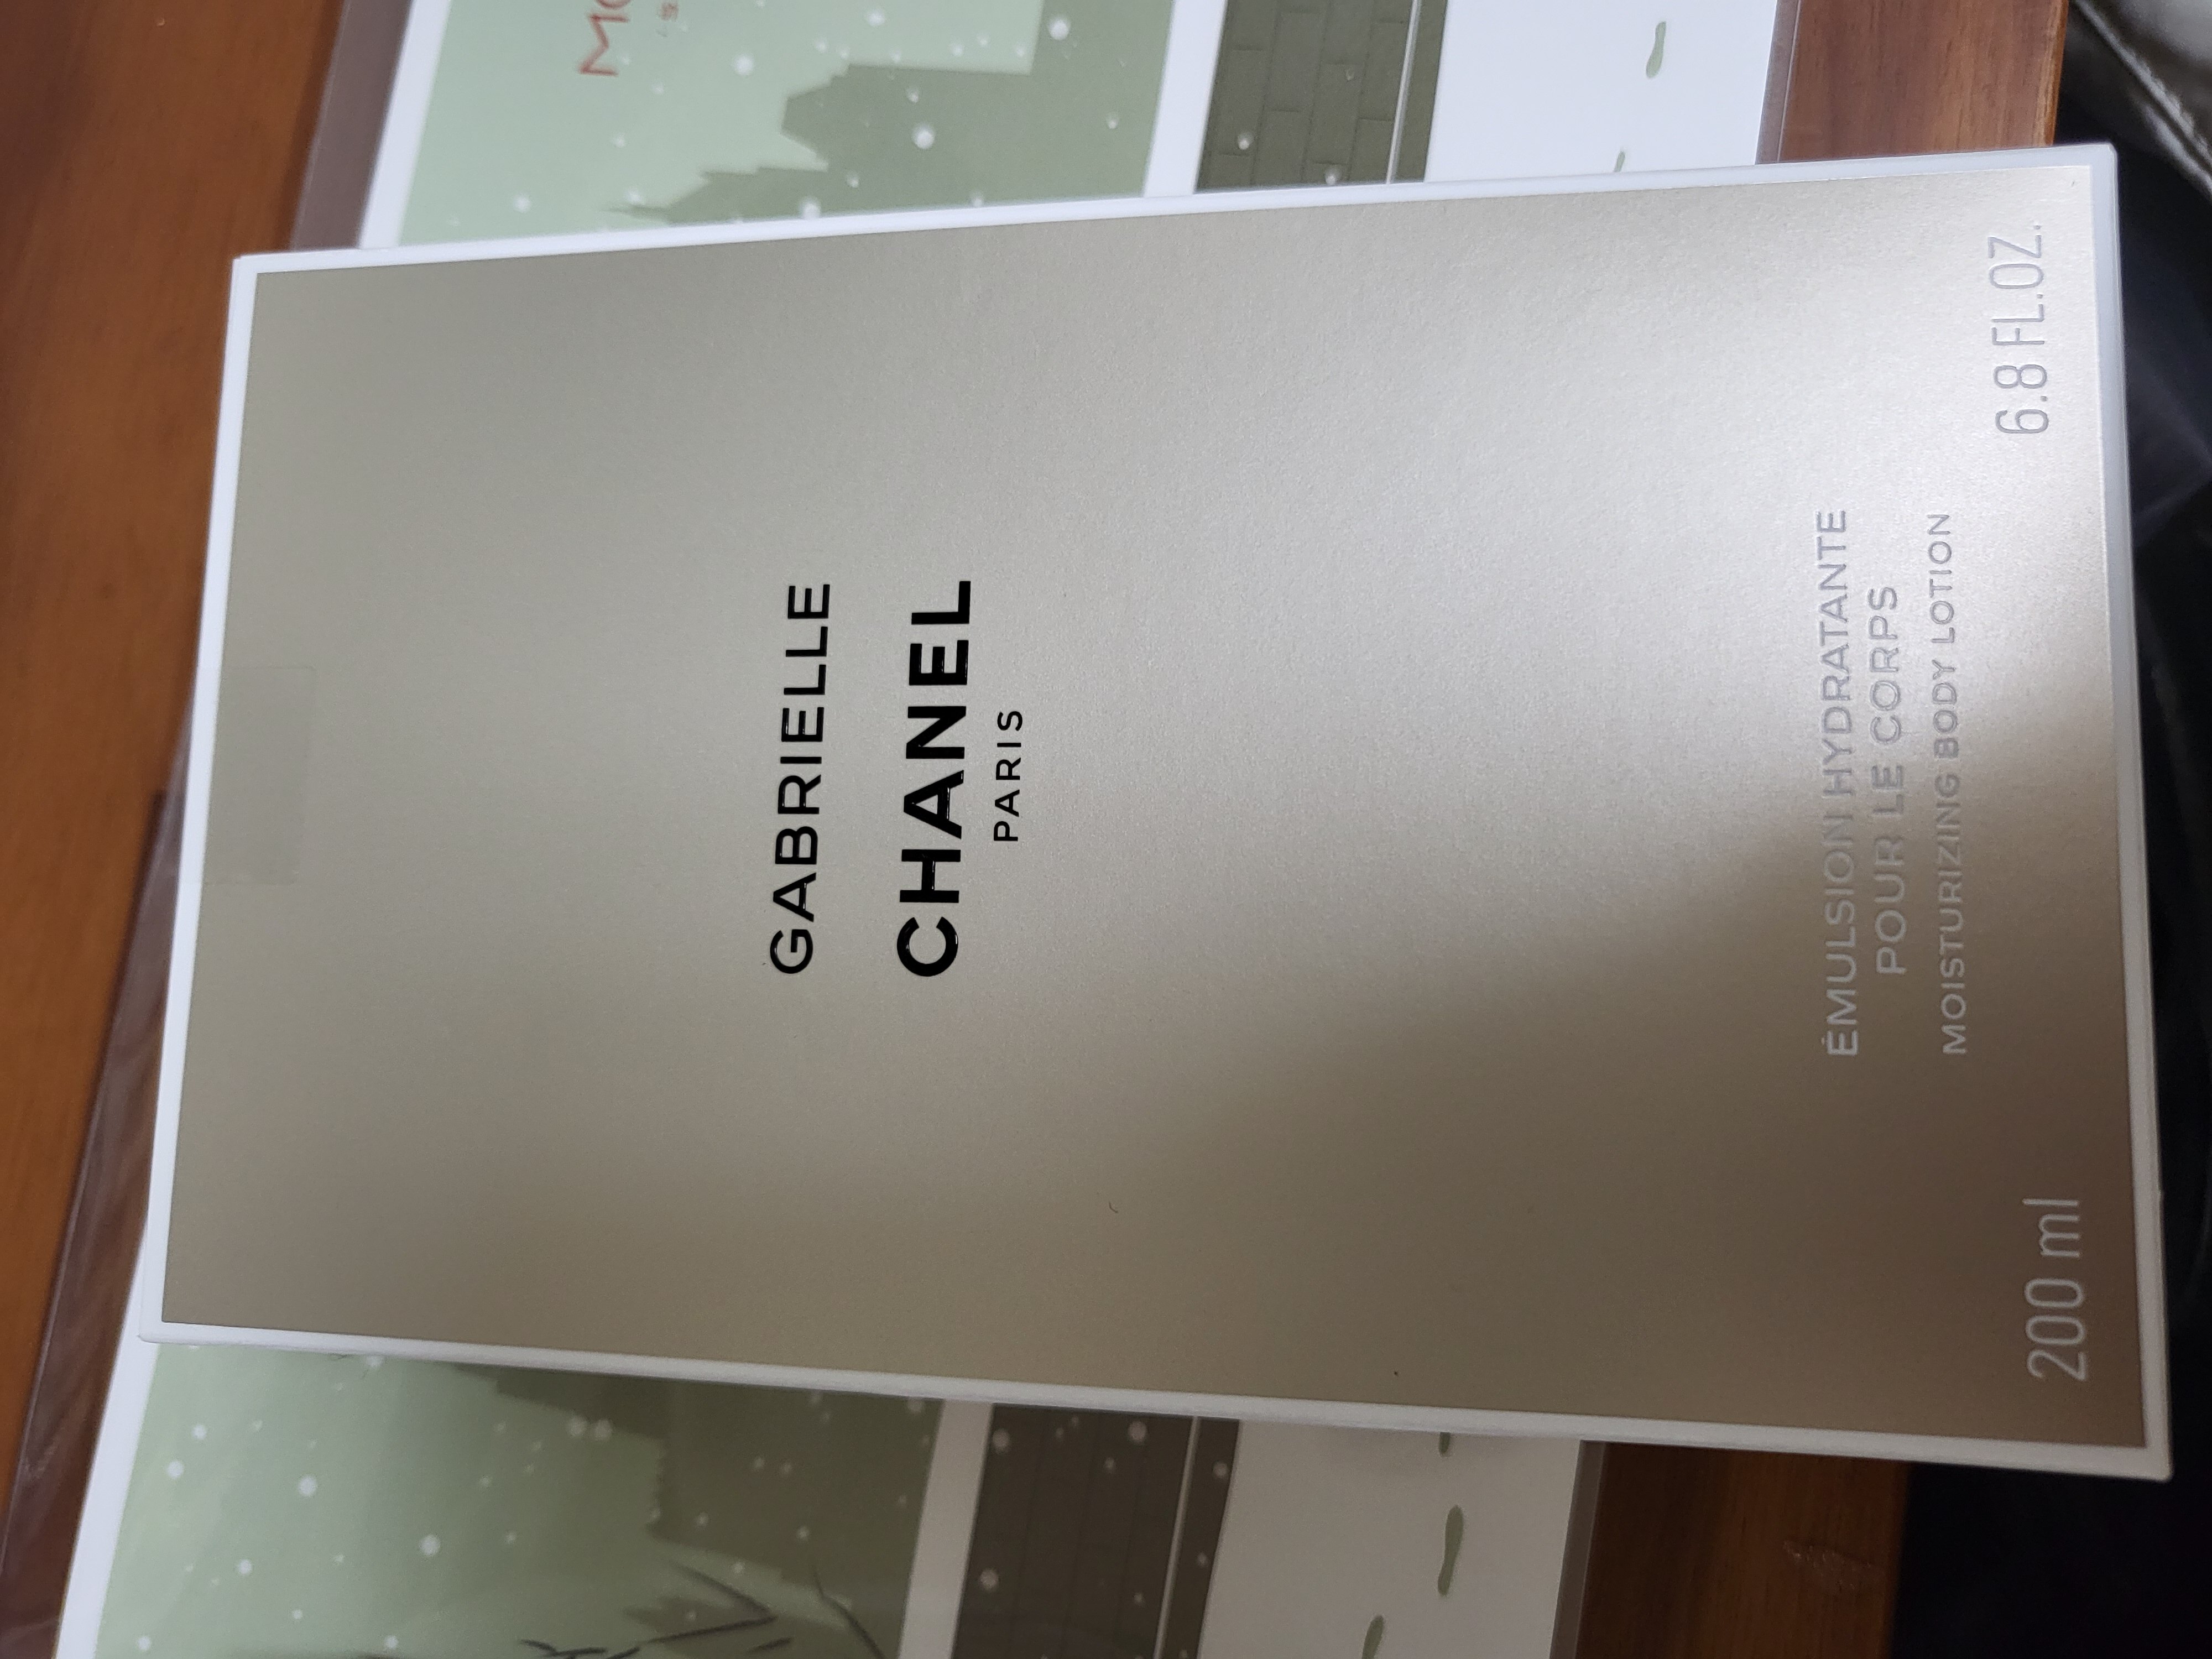 GABRIELLE
CHANEL
PARIS
ÉMULSION HYDRATANTE
POUR LE CORPS
MOISTURIZING BODY LOTION
200 ml
6.8 FL.OZ.